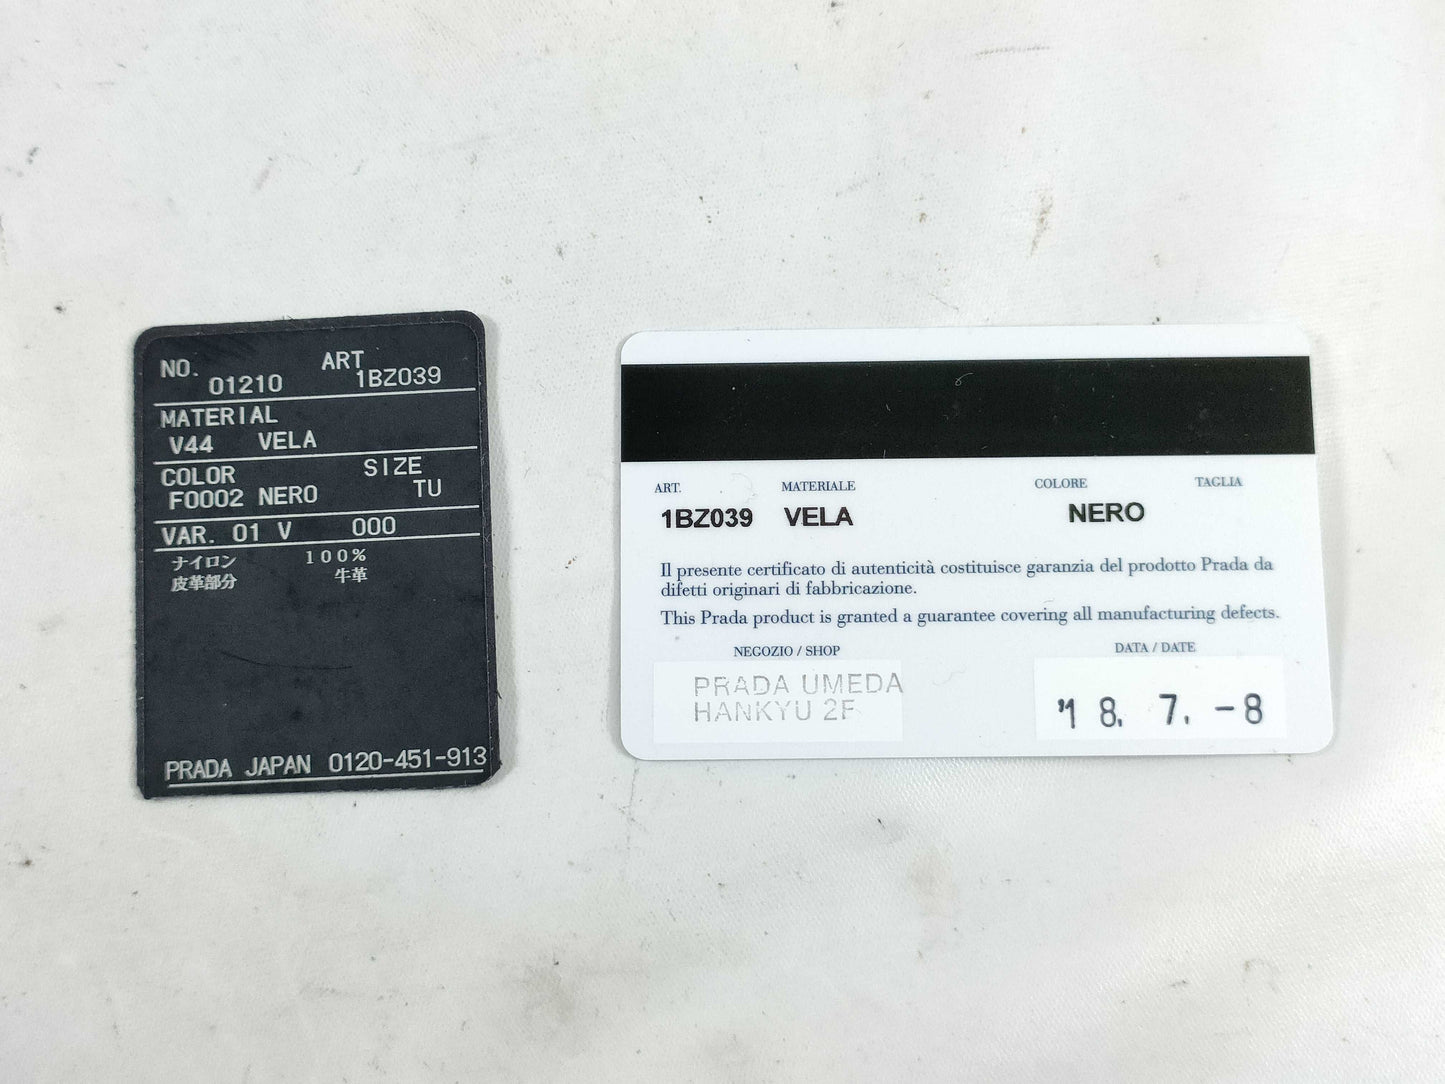 NO. ART
01210 1BZ039
MATERIAL
V44 VELA
COLOR SIZE
F0002 NERO TU
VAR. 01 V 000
ナイロン 100%
皮革部分 牛革
PRADA JAPAN 0120-451-913
ART. MATERIALE COLORE TAGLIA
1BZ039 VELA NERO
Il presente certificato di autenticità costituisce garanzia del prodotto Prada da
difetti originari di fabbricazione.
This Prada product is granted a guarantee covering all manufacturing defects.
NEGOZIO / SHOP DATA / DATE
PRADA UMEDA
HANKYU 2F
'18. 7. -8